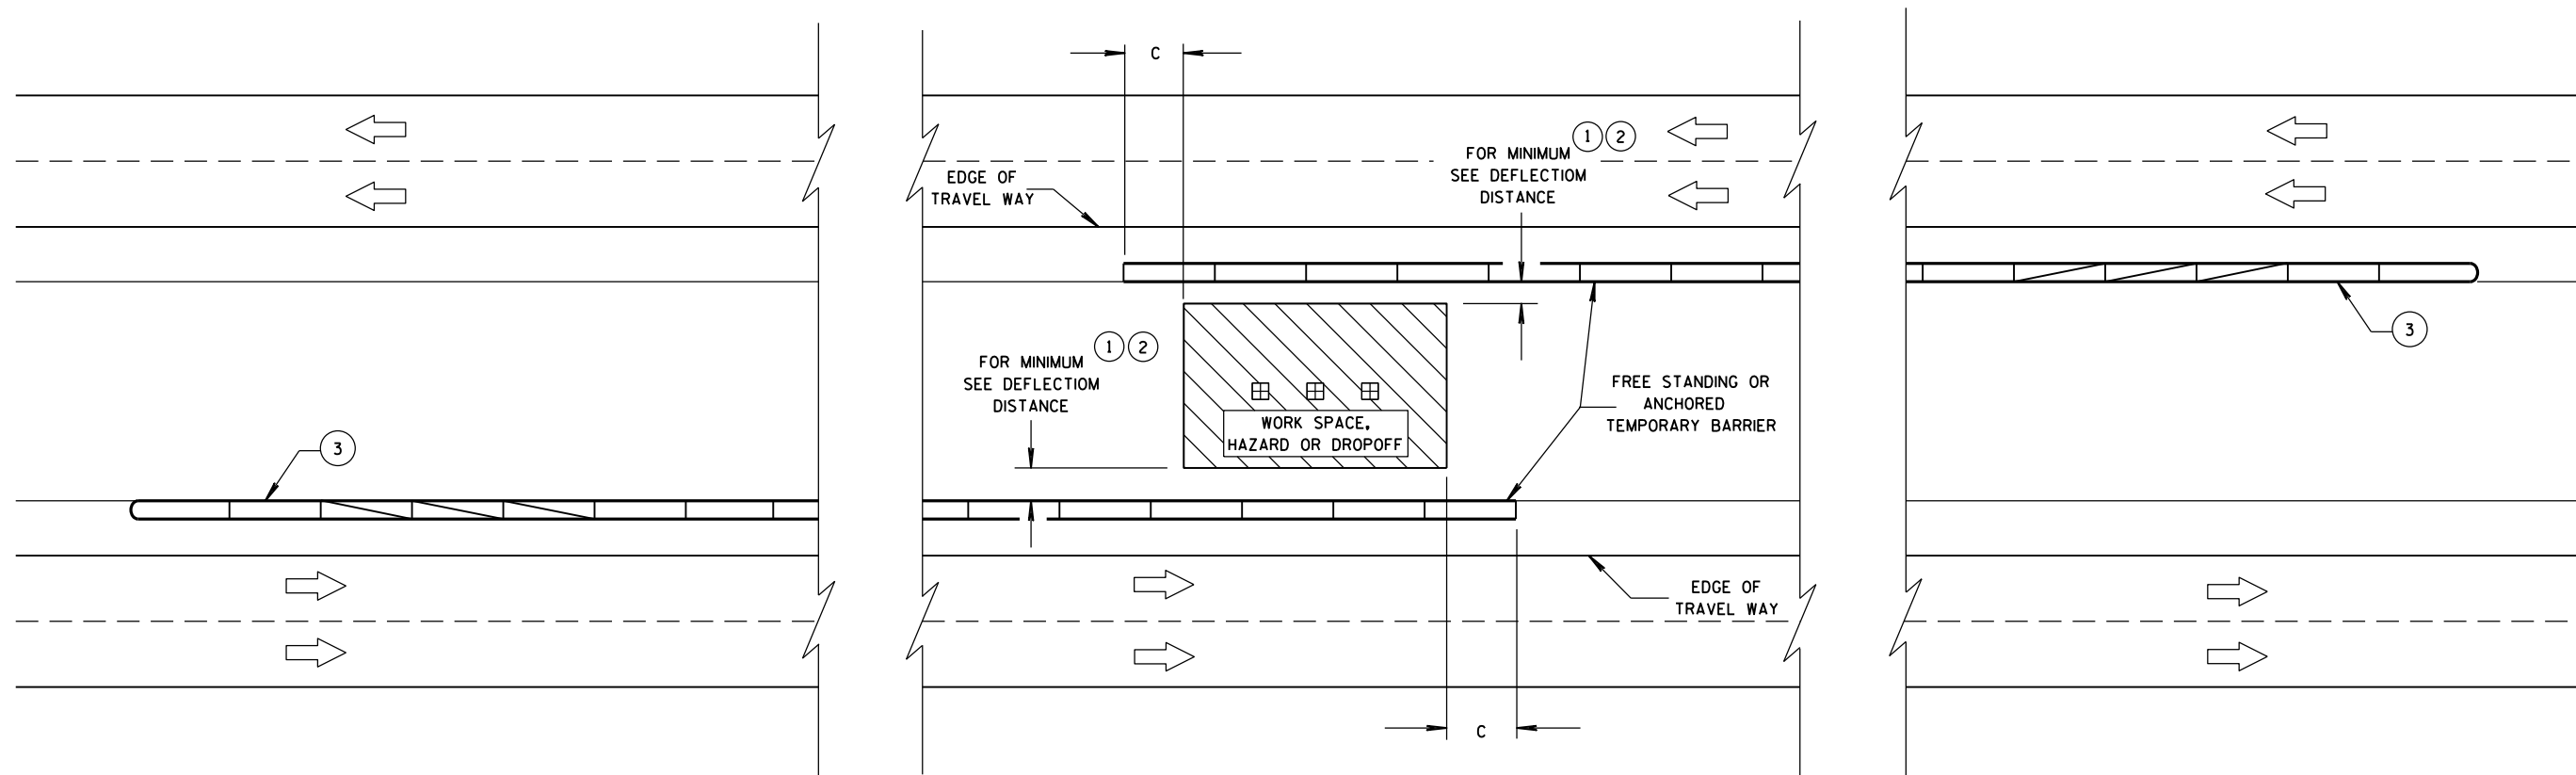 C
1 2
FOR MINIMUM
SEE DEFLECTIOM
DISTANCE
EDGE OF
TRAVEL WAY
3
1 2
FOR MINIMUM
SEE DEFLECTIOM
DISTANCE
FREE STANDING OR
ANCHORED
TEMPORARY BARRIER
WORK SPACE,
HAZARD OR DROPOFF
3
EDGE OF
TRAVEL WAY
C